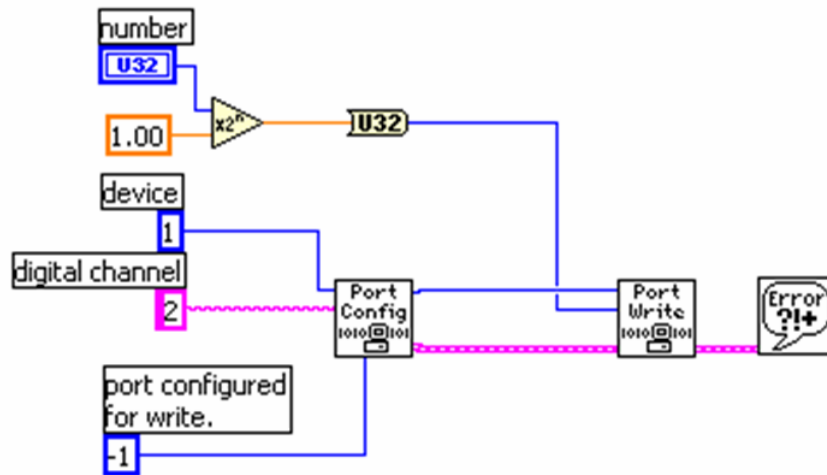 number
U32
x2ⁿ
1.00
U32
device
1
digital channel
2
Port
Config
Port
Write
Error
?!+
port configured
for write.
-1